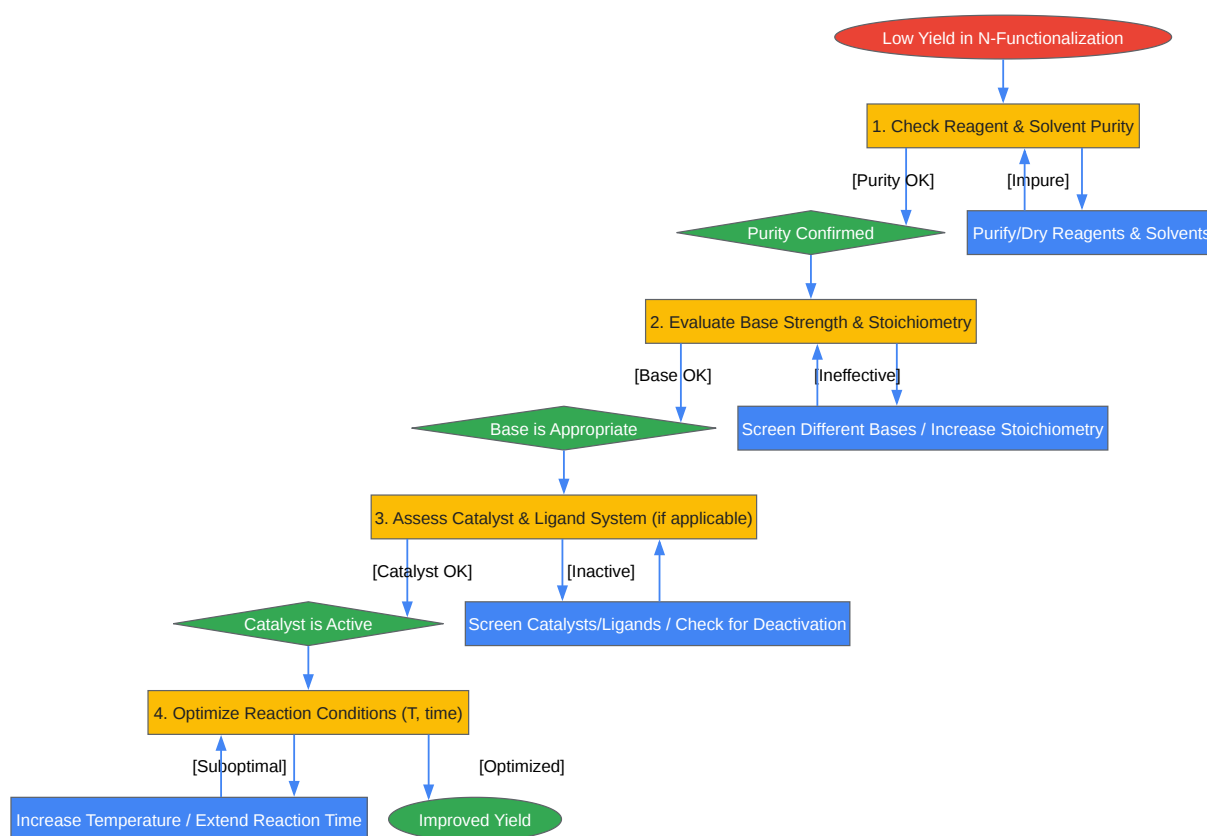 Low Yield in N-Functionalization
1. Check Reagent & Solvent Purity
[Purity OK]
[Impure]
Purity Confirmed
Purify/Dry Reagents & Solvents
2. Evaluate Base Strength & Stoichiometry
[Base OK]
[Ineffective]
Base is Appropriate
Screen Different Bases / Increase Stoichiometry
3. Assess Catalyst & Ligand System (if applicable)
[Catalyst OK]
[Inactive]
Catalyst is Active
Screen Catalysts/Ligands / Check for Deactivation
4. Optimize Reaction Conditions (T, time)
[Suboptimal]
[Optimized]
Increase Temperature / Extend Reaction Time
Improved Yield